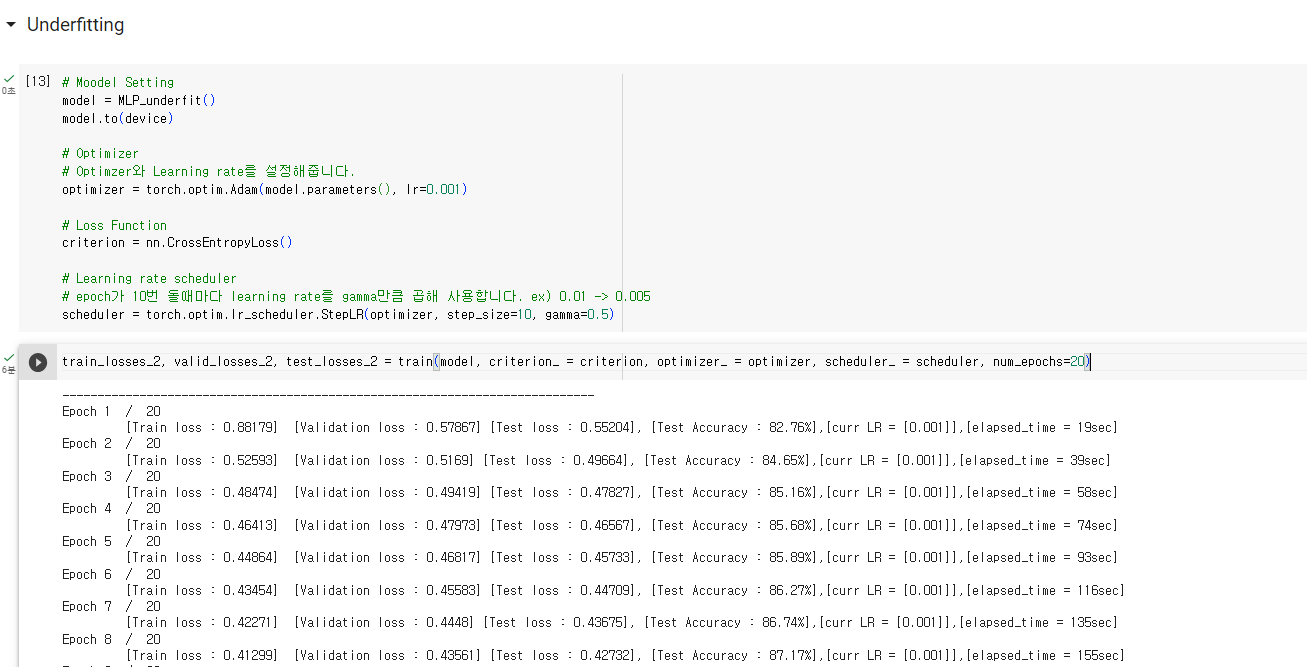 Underfitting
[13] # Moodel Setting
0초
model = MLP_underfit()
model.to(device)
# Optimizer
# Optimzer와 Learning rate를 설정해줍니다.
optimizer = torch.optim.Adam(model.parameters(), lr=0.001)
# Loss Function
criterion = nn.CrossEntropyLoss()
# Learning rate scheduler
# epoch가 10번 돌때마다 learning rate를 gamma만큼 곱해 사용합니다. ex) 0.01 -> 0.005
scheduler = torch.optim.lr_scheduler.StepLR(optimizer, step_size=10, gamma=0.5)
6분
train_losses_2, valid_losses_2, test_losses_2 = train(model, criterion_ = criterion, optimizer_ = optimizer, scheduler_ = scheduler, num_epochs=20)
----------------------------------------------------------------------------
Epoch 1 / 20
[Train loss : 0.88179] [Validation loss : 0.57867] [Test loss : 0.55204], [Test Accuracy : 82.76%],[curr LR = [0.001]],[elapsed_time = 19sec]
Epoch 2 / 20
[Train loss : 0.52593] [Validation loss : 0.5169] [Test loss : 0.49664], [Test Accuracy : 84.65%],[curr LR = [0.001]],[elapsed_time = 39sec]
Epoch 3 / 20
[Train loss : 0.48474] [Validation loss : 0.49419] [Test loss : 0.47827], [Test Accuracy : 85.16%],[curr LR = [0.001]],[elapsed_time = 58sec]
Epoch 4 / 20
[Train loss : 0.46413] [Validation loss : 0.47973] [Test loss : 0.46567], [Test Accuracy : 85.68%],[curr LR = [0.001]],[elapsed_time = 74sec]
Epoch 5 / 20
[Train loss : 0.44864] [Validation loss : 0.46817] [Test loss : 0.45733], [Test Accuracy : 85.89%],[curr LR = [0.001]],[elapsed_time = 93sec]
Epoch 6 / 20
[Train loss : 0.43454] [Validation loss : 0.45583] [Test loss : 0.44709], [Test Accuracy : 86.27%],[curr LR = [0.001]],[elapsed_time = 116sec]
Epoch 7 / 20
[Train loss : 0.42271] [Validation loss : 0.4448] [Test loss : 0.43675], [Test Accuracy : 86.74%],[curr LR = [0.001]],[elapsed_time = 135sec]
Epoch 8 / 20
[Train loss : 0.41299] [Validation loss : 0.43561] [Test loss : 0.42732], [Test Accuracy : 87.17%],[curr LR = [0.001]],[elapsed_time = 155sec]